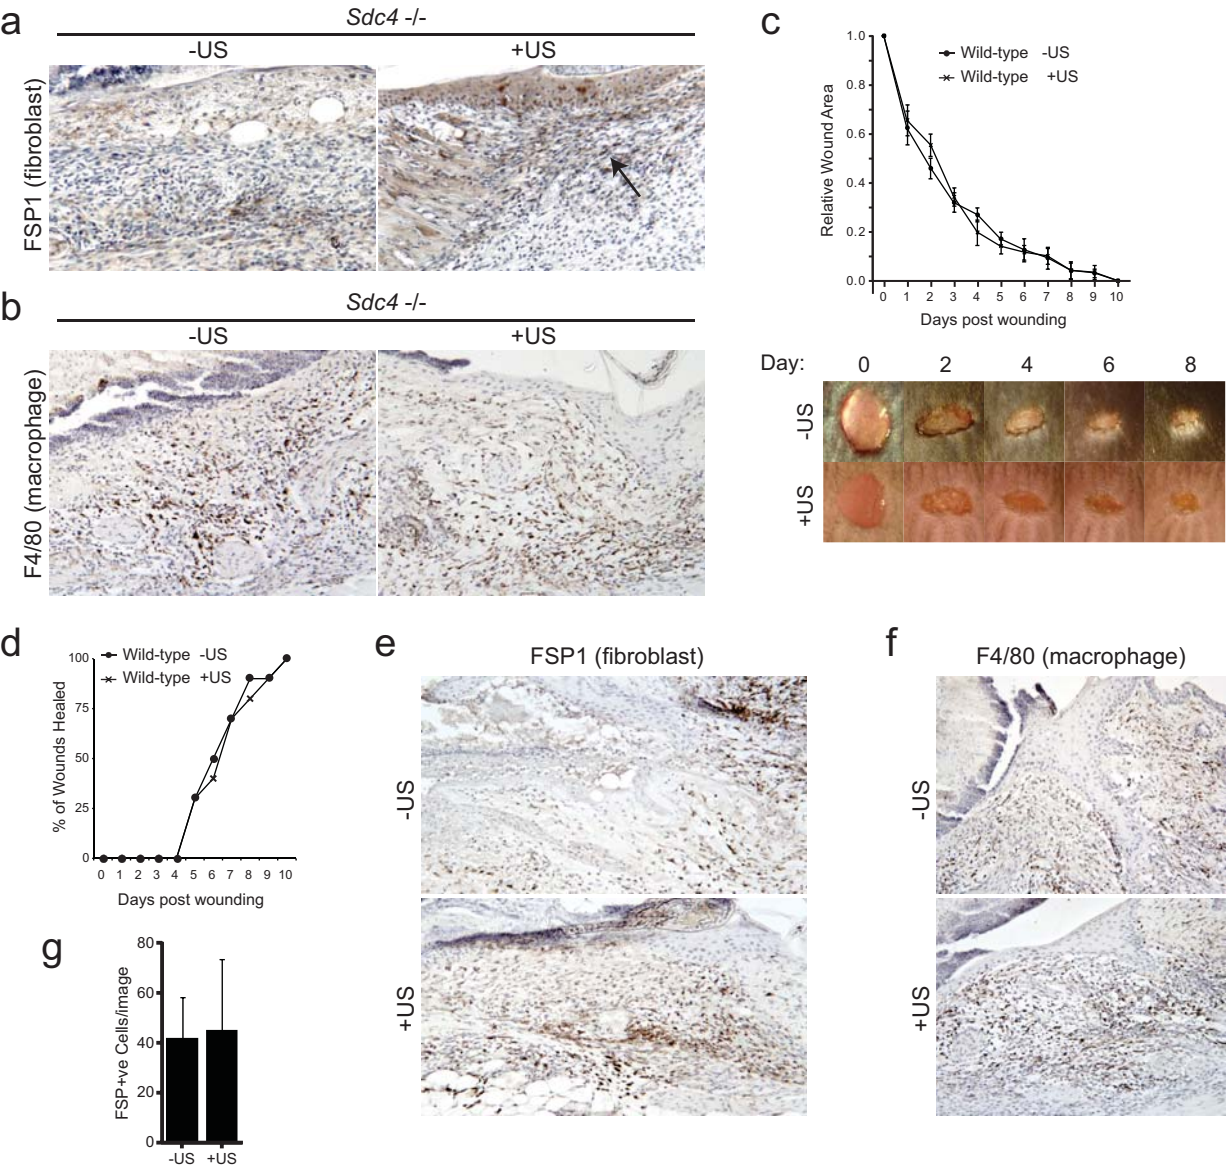 a
Sdc4 -/-
-US
+US
FSP1 (fibroblast)
b
Sdc4 -/-
-US
+US
F4/80 (macrophage)
c
Wild-type -US
Wild-type +US
Relative Wound Area
1.0
0.8
0.6
0.4
0.2
0.0
0 1 2 3 4 5 6 7 8 9 10
Days post wounding
Day: 0 2 4 6 8
-US
+US
d
Wild-type -US
Wild-type +US
% of Wounds Healed
100
75
50
25
0
0 1 2 3 4 5 6 7 8 9 10
Days post wounding
e
FSP1 (fibroblast)
-US
+US
f
F4/80 (macrophage)
-US
+US
g
FSP+ve Cells/image
80
60
40
20
0
-US +US